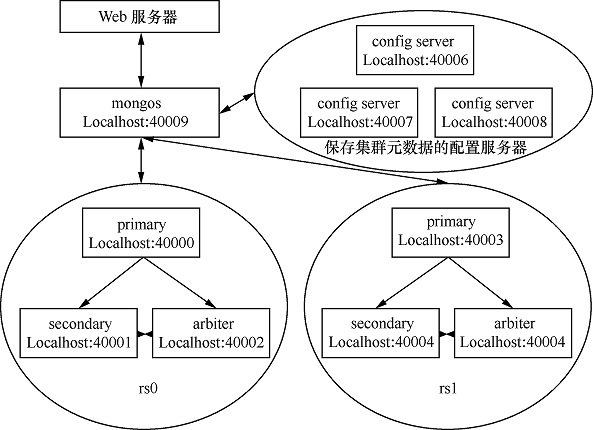 Web 服务器
config server
Localhost:40006
mongos
Localhost:40009
config server
Localhost:40007
config server
Localhost:40008
保存集群元数据的配置服务器
primary
Localhost:40000
secondary
Localhost:40001
arbiter
Localhost:40002
rs0
primary
Localhost:40003
secondary
Localhost:40004
arbiter
Localhost:40004
rs1